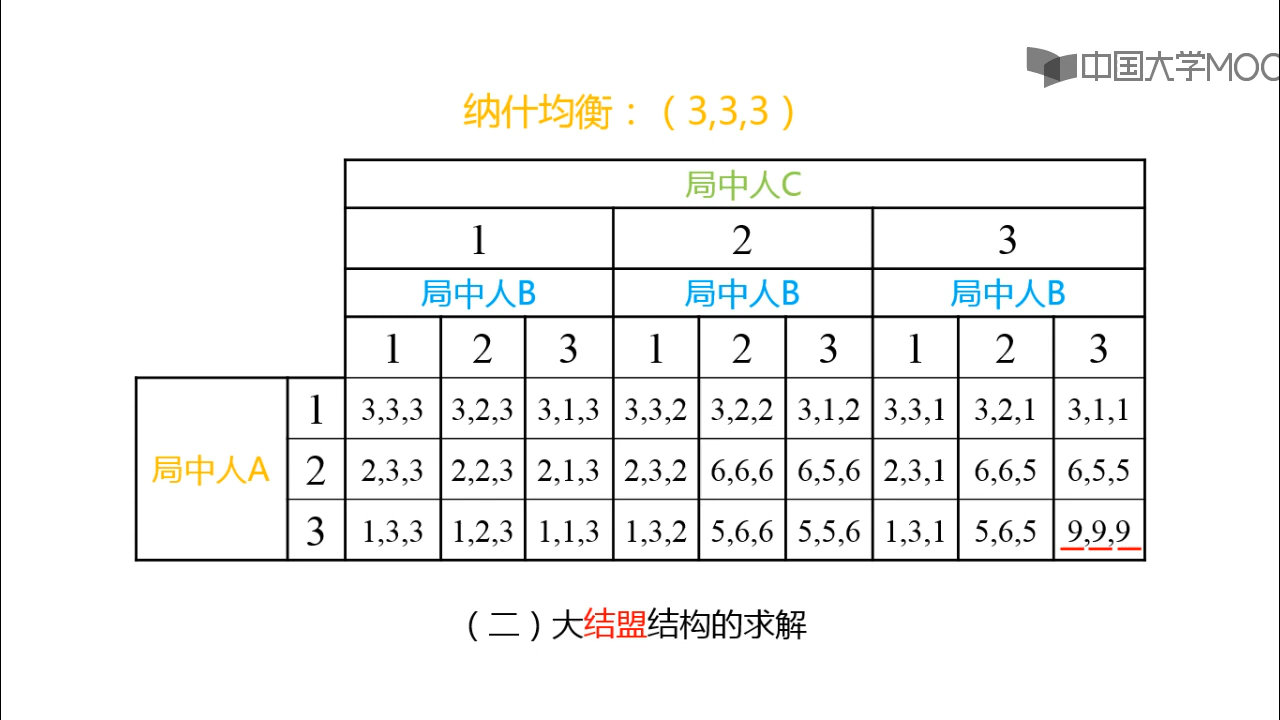 中国大学MOOC
纳什均衡：（3,3,3）
局中人C
1 2 3
局中人B 局中人B 局中人B
1 2 3 1 2 3 1 2 3
1 3,3,3 3,2,3 3,1,3 3,3,2 3,2,2 3,1,2 3,3,1 3,2,1 3,1,1
局中人A 2 2,3,3 2,2,3 2,1,3 2,3,2 6,6,6 6,5,6 2,3,1 6,6,5 6,5,5
3 1,3,3 1,2,3 1,1,3 1,3,2 5,6,6 5,5,6 1,3,1 5,6,5 9,9,9
（二）大结盟结构的求解